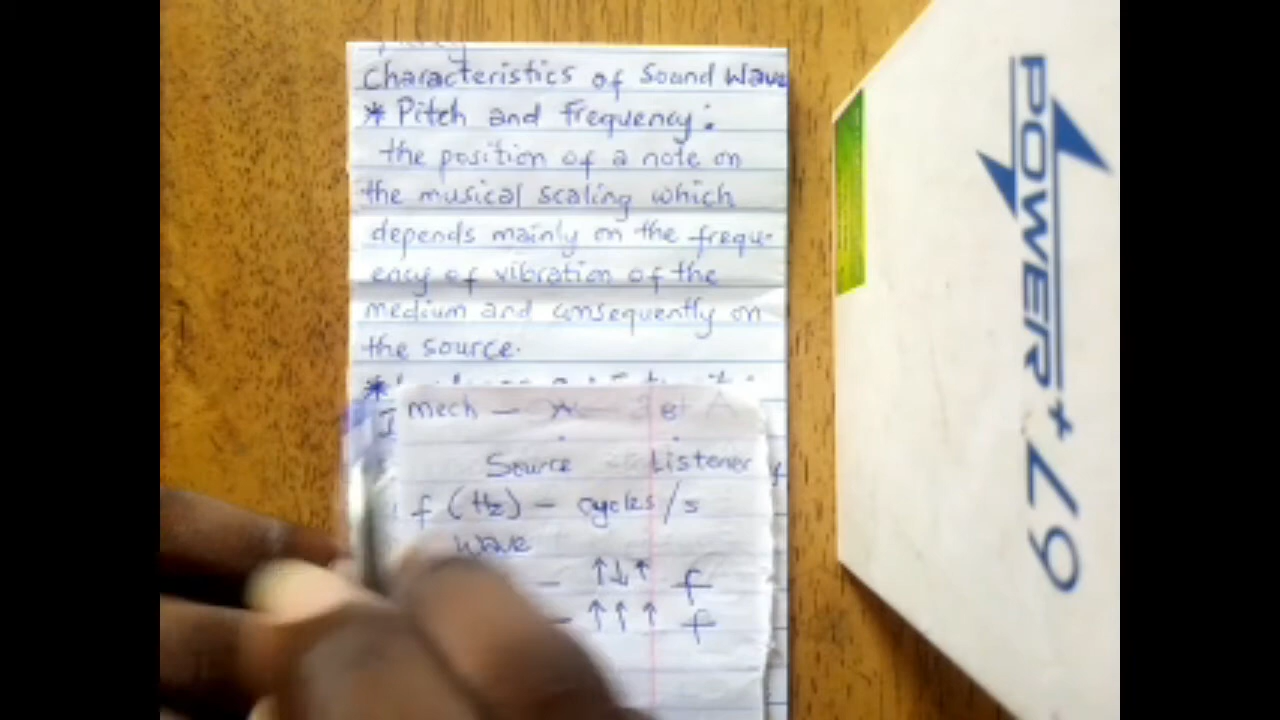 Characteristics of Sound Wave
* Pitch and frequency:
the position of a note on
the musical scaling which
depends mainly on the frequ-
ency of vibration of the
medium and consequently on
the source.
*
mech —
Source Listener
f (Hz) — cycles/s
wave
— ↑↓↑ f
— ↑↑↑ f
POWER+ L9